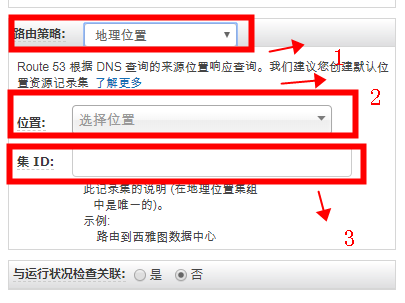 路由策略: 地理位置
1
Route 53 根据 DNS 查询的来源位置响应查询。我们建议您创建默认位
置资源记录集 了解更多
2
位置: 选择位置
集 ID:
此记录集的说明 (在地理位置集组
中是唯一的)。
示例:
路由到西雅图数据中心
3
与运行状况检查关联: 是 否